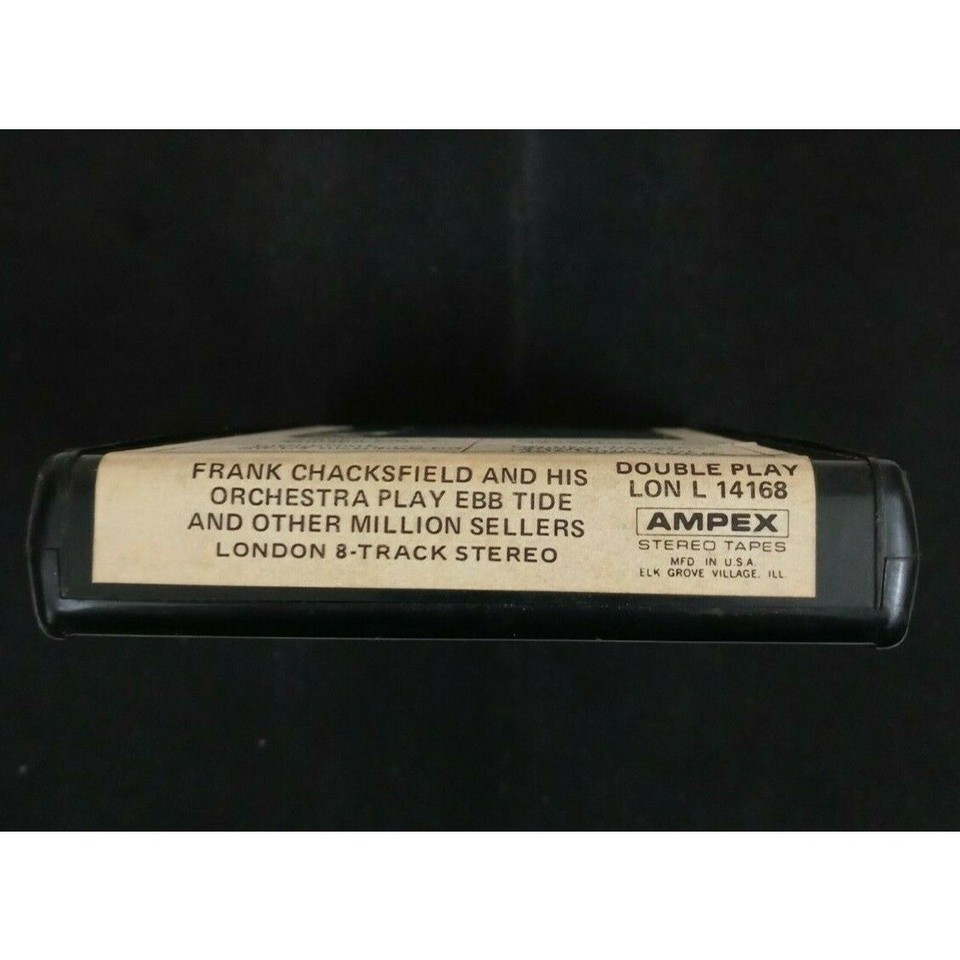 FRANK CHACKSFIELD AND HIS
ORCHESTRA PLAY EBB TIDE
AND OTHER MILLION SELLERS
LONDON 8-TRACK STEREO
DOUBLE PLAY
LON L 14168
AMPEX
STEREO TAPES
MFD IN U.S.A.
ELK GROVE VILLAGE, ILL.